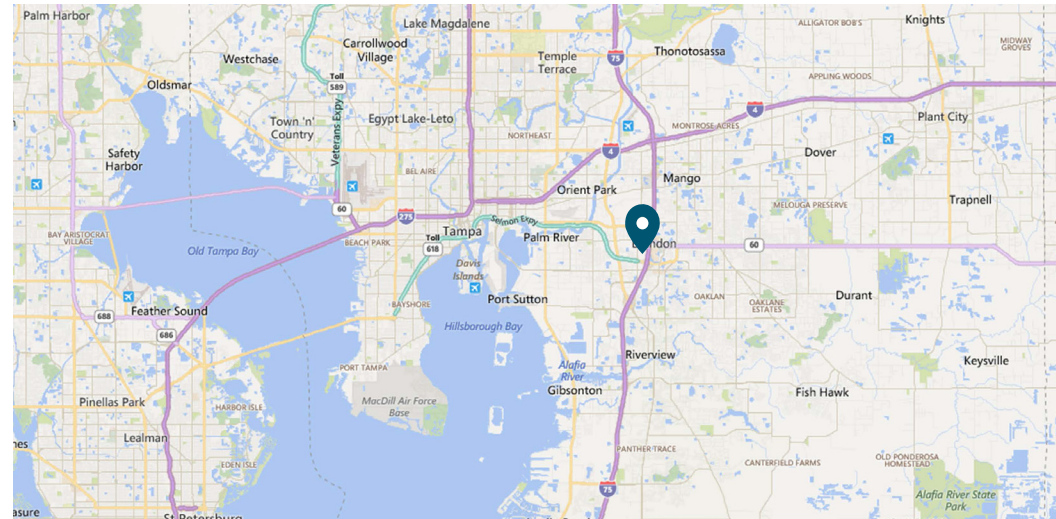 Palm Harbor
Lake Magdalene
ALLIGATOR BOB'S
Knights
Carrollwood
Village
Westchase
Temple
Terrace
75
Thonotosassa
MIDWAY
GROVES
Oldsmar
Toll
589
APPLING WOODS
Veterans Expy
Town 'n'
Country
Egypt Lake-Leto
NORTHEAST
MONTROSE ACRES
4
Plant City
Safety
Harbor
4
Dover
BEL AIRE
Orient Park
Mango
Trapnell
60
275
MELOUGA PRESERVE
BAY ARISTOCRAT
VILLAGE
Old Tampa Bay
BEACH PARK
Toll
618
Tampa
Selmon Expy
Palm River
60
Davis
Islands
BAYSHORE
Port Sutton
OAKLAN
OAKLANE
ESTATES
Durant
Feather Sound
688
686
Hillsborough Bay
Riverview
Keysville
PORT TAMPA
Alafia
River
Gibsonton
Fish Hawk
Pinellas Park
HARBOR ISLE
MacDill Air Force
Base
Lealman
EDEN ISLE
PANTHER TRACE
CANTERFIELD FARMS
OLD PONDEROSA
HOMESTEAD
75
Alafia River State
Park
St Petersburg